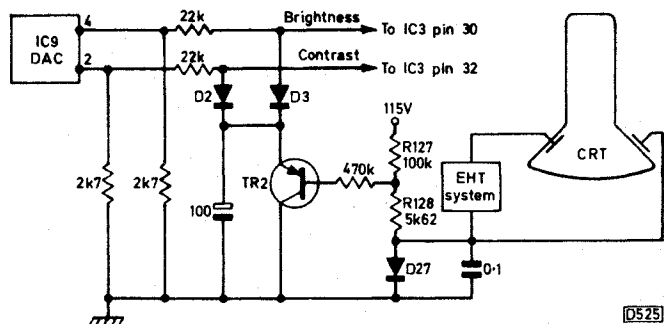 4
22k
Brightness
To IC3 pin 30
IC9
DAC
2
22k
Contrast
To IC3 pin 32
D2
D3
115V
R127
100k
CRT
EHT
system
2k7
2k7
TR2
470k
R128
5k62
100
D27
0·1
D525